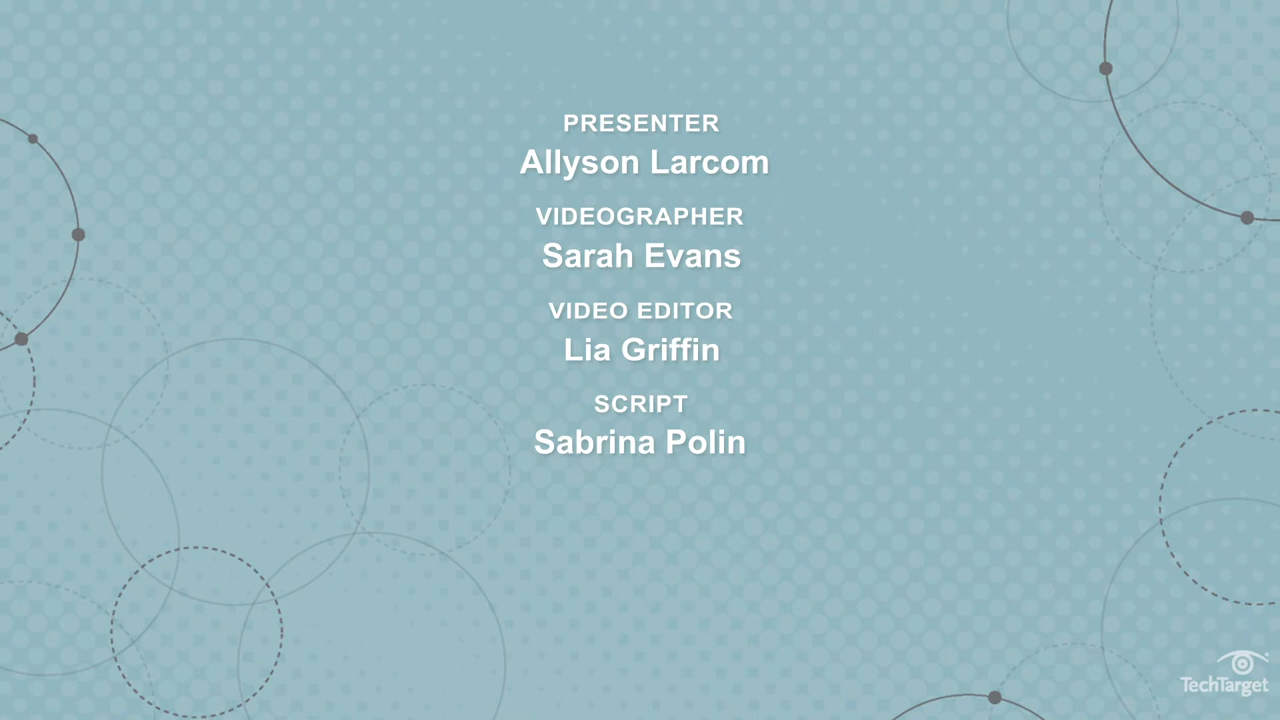 PRESENTER
Allyson Larcom
VIDEOGRAPHER
Sarah Evans
VIDEO EDITOR
Lia Griffin
SCRIPT
Sabrina Polin
TechTarget